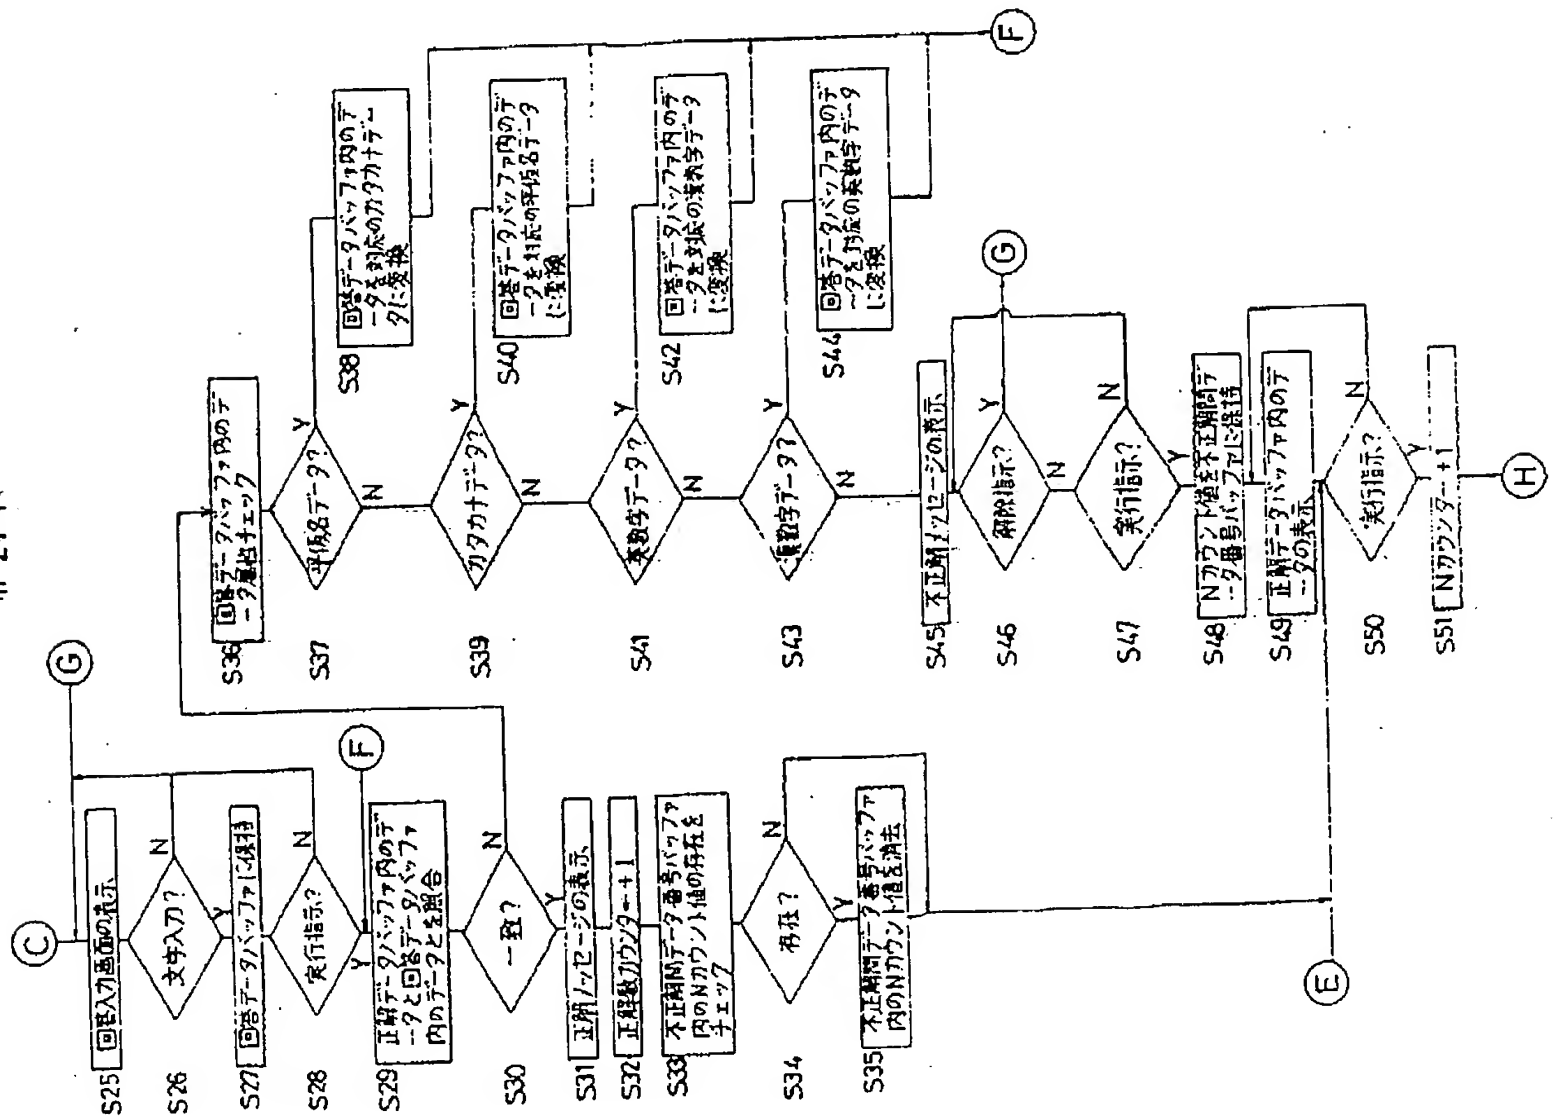 C
G
S25
回答入力画面の表示
S26
文字入力?
N
Y
S27
回答データバッファに保持
S28
実行指示?
N
Y
F
S29
正解データバッファ内のデ
ータと回答データバッファ
内のデータとを照合
S30
一致?
N
Y
S31
正解メッセージの表示
S32
正解数カウンター+1
S33
不正解問データ番号バッファ
内のNカウント値の存在を
チェック
S34
存在?
N
Y
S35
不正解問データ番号バッファ
内のNカウント値を消去
E
S36
回答データバッファ内のデ
ータ属性チェック
S37
平仮名データ?
Y
N
S38
回答データバッファ内のデ
ータを対応のカタカナデー
タに変換
S39
カタカナデータ?
Y
N
S40
回答データバッファ内のデ
ータを対応の平仮名データ
に変換
S41
英数字データ?
Y
N
S42
回答データバッファ内のデ
ータを対応の漢数字データ
に変換
S43
漢数字データ?
Y
N
S44
回答データバッファ内のデ
ータを対応の英数字データ
に変換
F
S45
不正解メッセージの表示
S46
解除指示?
Y
N
G
S47
実行指示?
N
Y
S48
Nカウント値を不正解問デ
ータ番号バッファに保持
S49
正解データバッファ内のデ
ータの表示
S50
実行指示?
N
Y
S51
Nカウンター+1
H